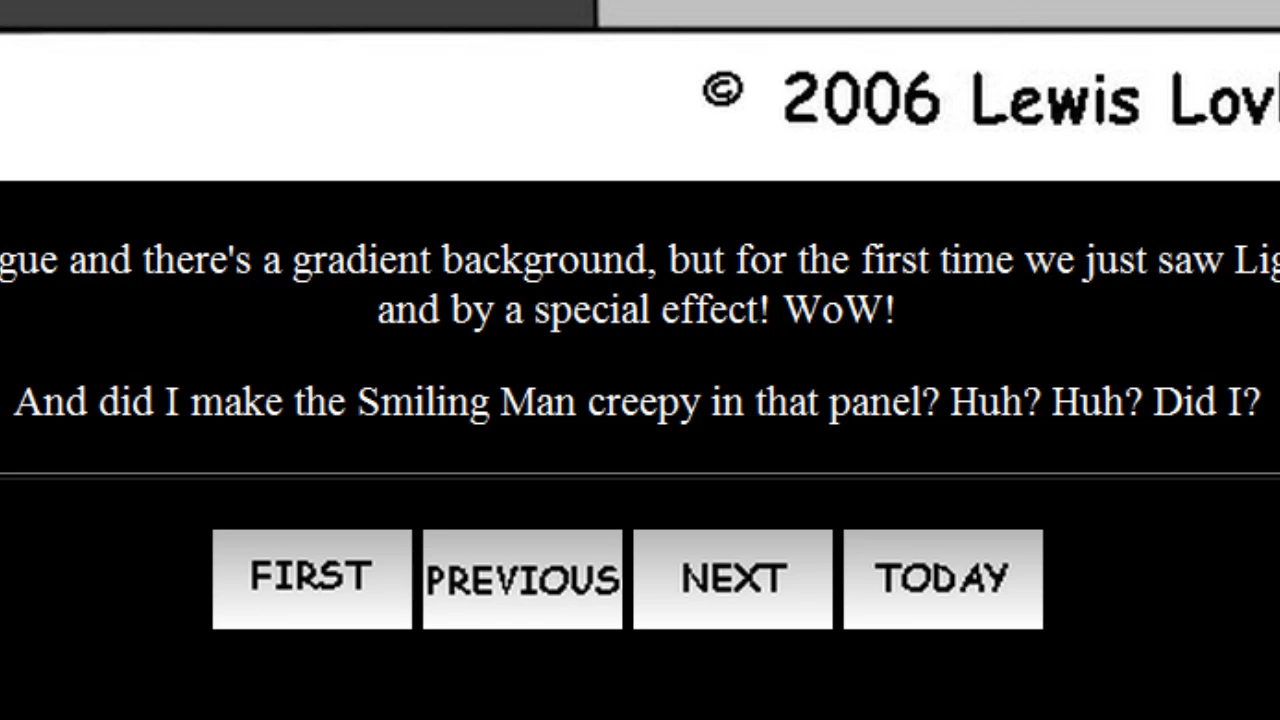 © 2006 Lewis
and there's a gradient background, but for the first time we just saw
and by a special effect! WoW!
And did I make the Smiling Man creepy in that panel? Huh? Huh? Did I?
FIRST PREVIOUS NEXT TODAY